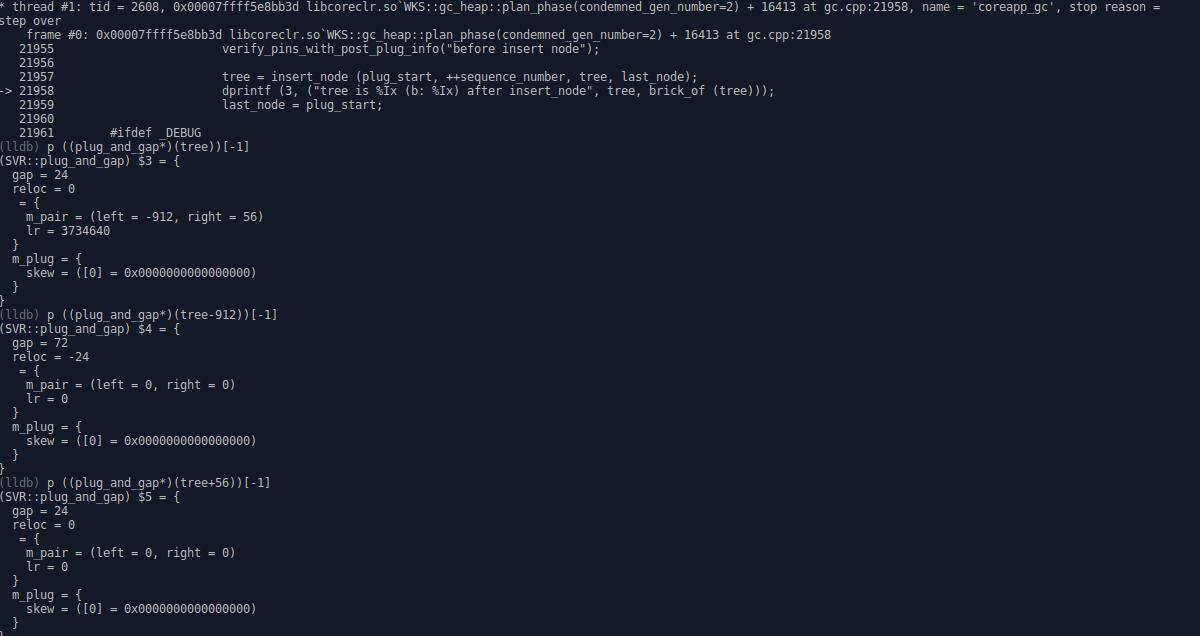 * thread #1: tid = 2608, 0x00007ffff5e8bb3d libcoreclr.so`WKS::gc_heap::plan_phase(condemned_gen_number=2) + 16413 at gc.cpp:21958, name = 'coreapp_gc', stop reason =
step over
    frame #0: 0x00007ffff5e8bb3d libcoreclr.so`WKS::gc_heap::plan_phase(condemned_gen_number=2) + 16413 at gc.cpp:21958
   21955                        verify_pins_with_post_plug_info("before insert node");
   21956
   21957                        tree = insert_node (plug_start, ++sequence_number, tree, last_node);
-> 21958                        dprintf (3, ("tree is %Ix (b: %Ix) after insert_node", tree, brick_of (tree)));
   21959                        last_node = plug_start;
   21960
   21961        #ifdef _DEBUG
(lldb) p ((plug_and_gap*)(tree))[-1]
(SVR::plug_and_gap) $3 = {
  gap = 24
  reloc = 0
   = {
    m_pair = (left = -912, right = 56)
    lr = 3734640
  }
  m_plug = {
    skew = ([0] = 0x0000000000000000)
  }
}
(lldb) p ((plug_and_gap*)(tree-912))[-1]
(SVR::plug_and_gap) $4 = {
  gap = 72
  reloc = -24
   = {
    m_pair = (left = 0, right = 0)
    lr = 0
  }
  m_plug = {
    skew = ([0] = 0x0000000000000000)
  }
}
(lldb) p ((plug_and_gap*)(tree+56))[-1]
(SVR::plug_and_gap) $5 = {
  gap = 24
  reloc = 0
   = {
    m_pair = (left = 0, right = 0)
    lr = 0
  }
  m_plug = {
    skew = ([0] = 0x0000000000000000)
  }
}